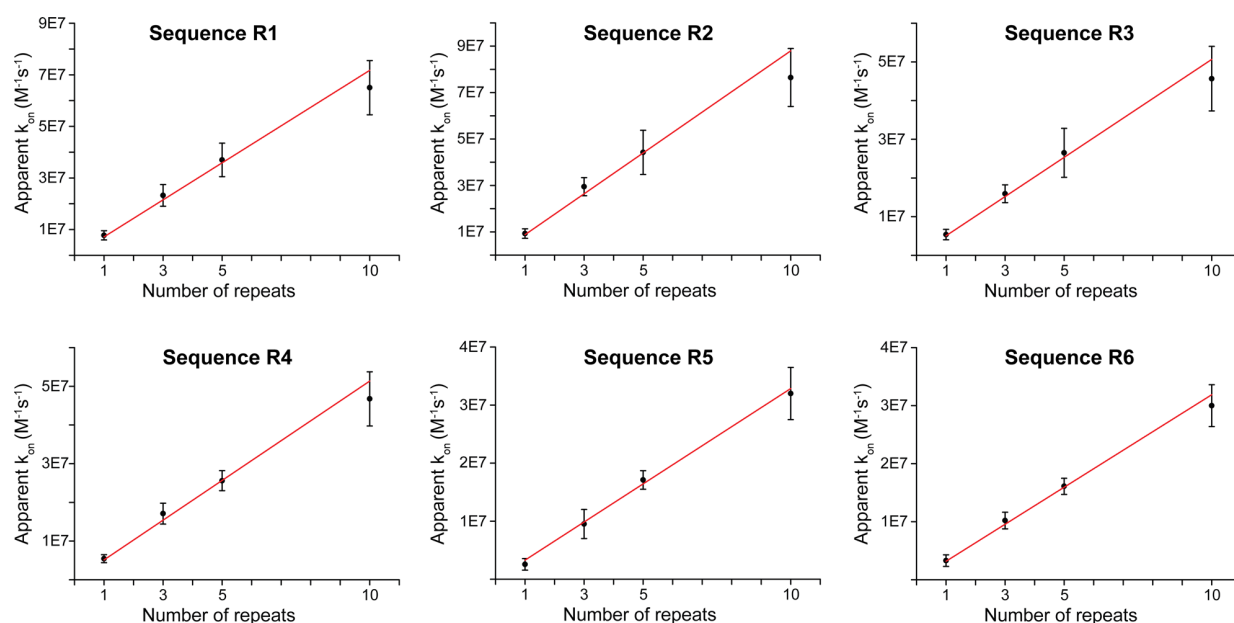 Sequence R1
Apparent kon (M-1s-1)
9E7
7E7
5E7
3E7
1E7
1 3 5 10
Number of repeats
Sequence R2
Apparent kon (M-1s-1)
9E7
7E7
5E7
3E7
1E7
1 3 5 10
Number of repeats
Sequence R3
Apparent kon (M-1s-1)
5E7
3E7
1E7
1 3 5 10
Number of repeats
Sequence R4
Apparent kon (M-1s-1)
5E7
3E7
1E7
1 3 5 10
Number of repeats
Sequence R5
Apparent kon (M-1s-1)
4E7
3E7
2E7
1E7
1 3 5 10
Number of repeats
Sequence R6
Apparent kon (M-1s-1)
4E7
3E7
2E7
1E7
1 3 5 10
Number of repeats